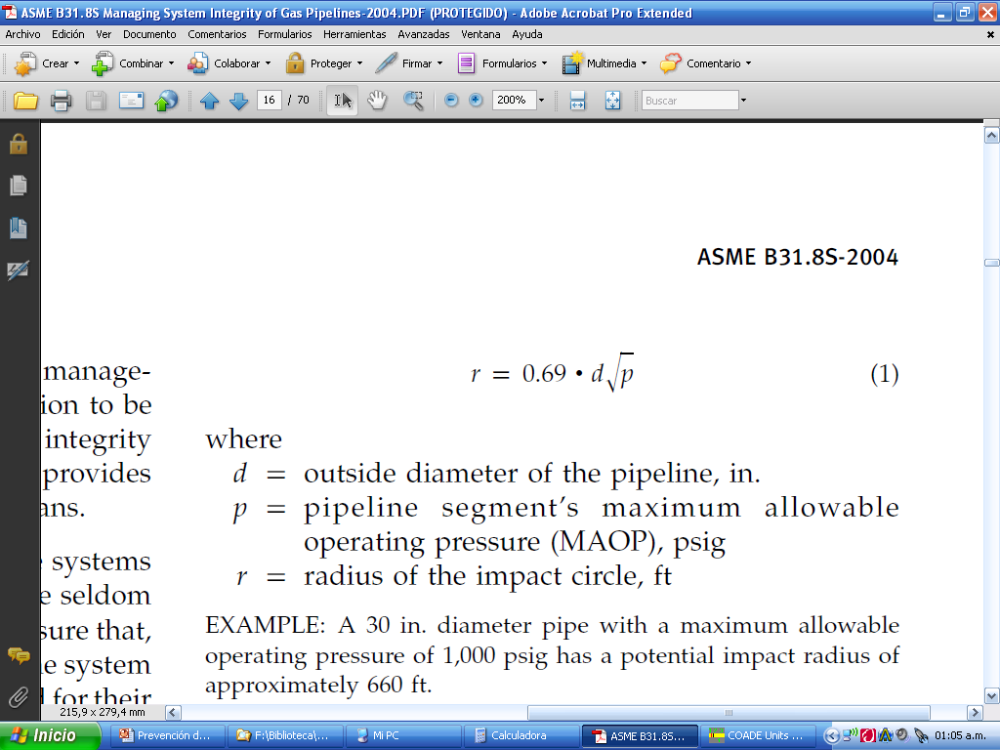 ASME B31.8S Managing System Integrity of Gas Pipelines-2004.PDF (PROTEGIDO) - Adobe Acrobat Pro Extended
Archivo Edición Ver Documento Comentarios Formularios Herramientas Avanzadas Ventana Ayuda
Crear Combinar Colaborar Proteger Firmar Formularios Multimedia Comentario
16 / 70 200% Buscar
ASME B31.8S-2004
manage-
ion to be
integrity
provides
ans.
systems
e seldom
sure that,
e system
for their
r = 0.69 • d√p (1)
where
d = outside diameter of the pipeline, in.
p = pipeline segment's maximum allowable
operating pressure (MAOP), psig
r = radius of the impact circle, ft
EXAMPLE: A 30 in. diameter pipe with a maximum allowable
operating pressure of 1,000 psig has a potential impact radius of
approximately 660 ft.
215,9 x 279,4 mm
Inicio Prevención d... F:\Biblioteca\... Mi PC Calculadora ASME B31.8S... COADE Units ... 01:05 a.m.